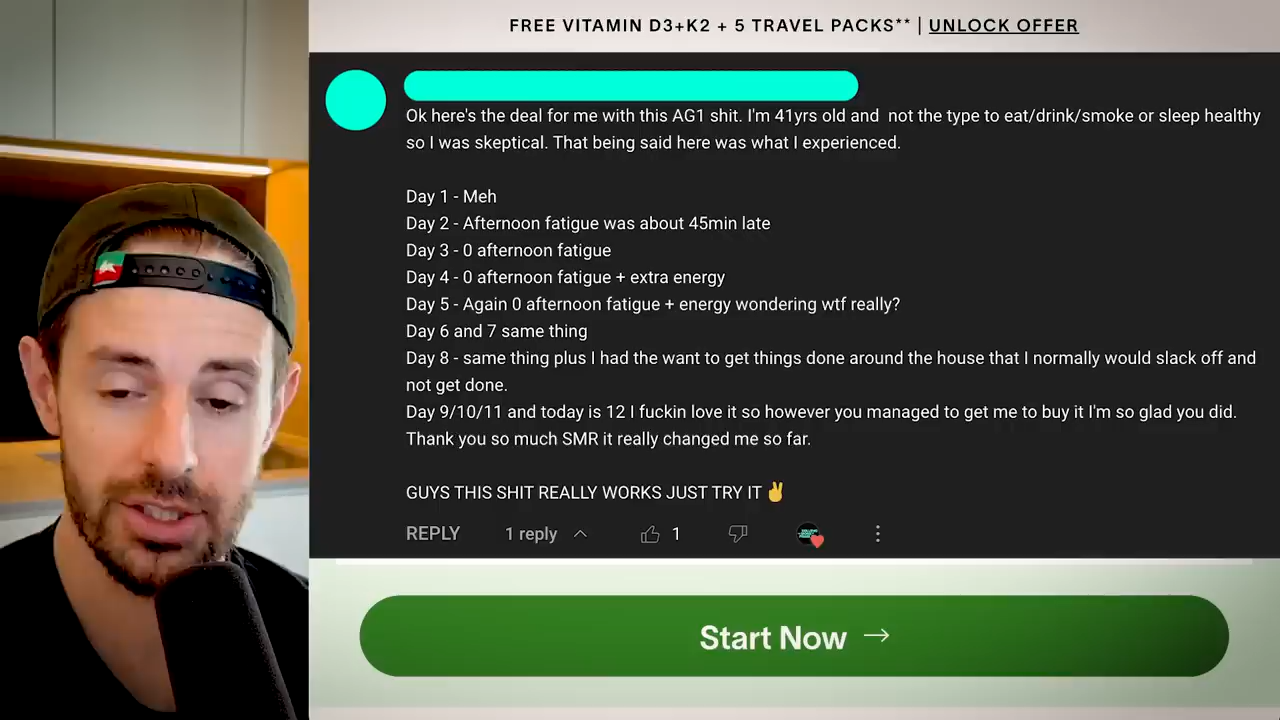 FREE VITAMIN D3+K2 + 5 TRAVEL PACKS** | UNLOCK OFFER
Ok here's the deal for me with this AG1 shit. I'm 41yrs old and  not the type to eat/drink/smoke or sleep healthy
so I was skeptical. That being said here was what I experienced.
Day 1 - Meh
Day 2 - Afternoon fatigue was about 45min late
Day 3 - 0 afternoon fatigue
Day 4 - 0 afternoon fatigue + extra energy
Day 5 - Again 0 afternoon fatigue + energy wondering wtf really?
Day 6 and 7 same thing
Day 8 - same thing plus I had the want to get things done around the house that I normally would slack off and
not get done.
Day 9/10/11 and today is 12 I fuckin love it so however you managed to get me to buy it I'm so glad you did.
Thank you so much SMR it really changed me so far.
GUYS THIS SHIT REALLY WORKS JUST TRY IT ✌️
REPLY 1 reply 1
Start Now →